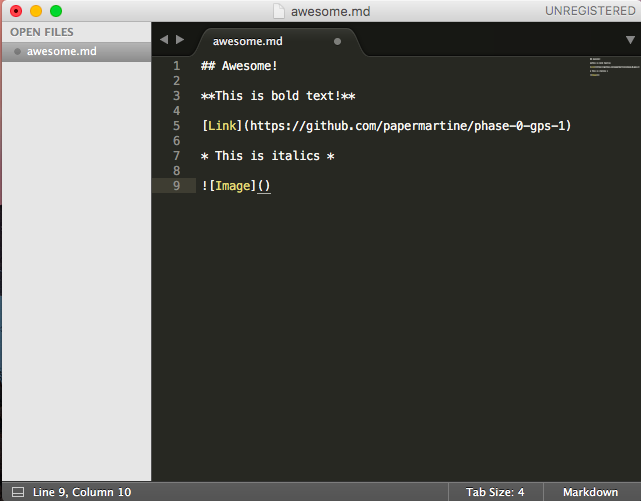 awesome.md
UNREGISTERED
OPEN FILES
awesome.md
awesome.md
1 ## Awesome!
2
3 **This is bold text!**
4
5 [Link](https://github.com/papermartine/phase-0-gps-1)
6
7 * This is italics *
8
9 ![Image]()
Line 9, Column 10
Tab Size: 4
Markdown